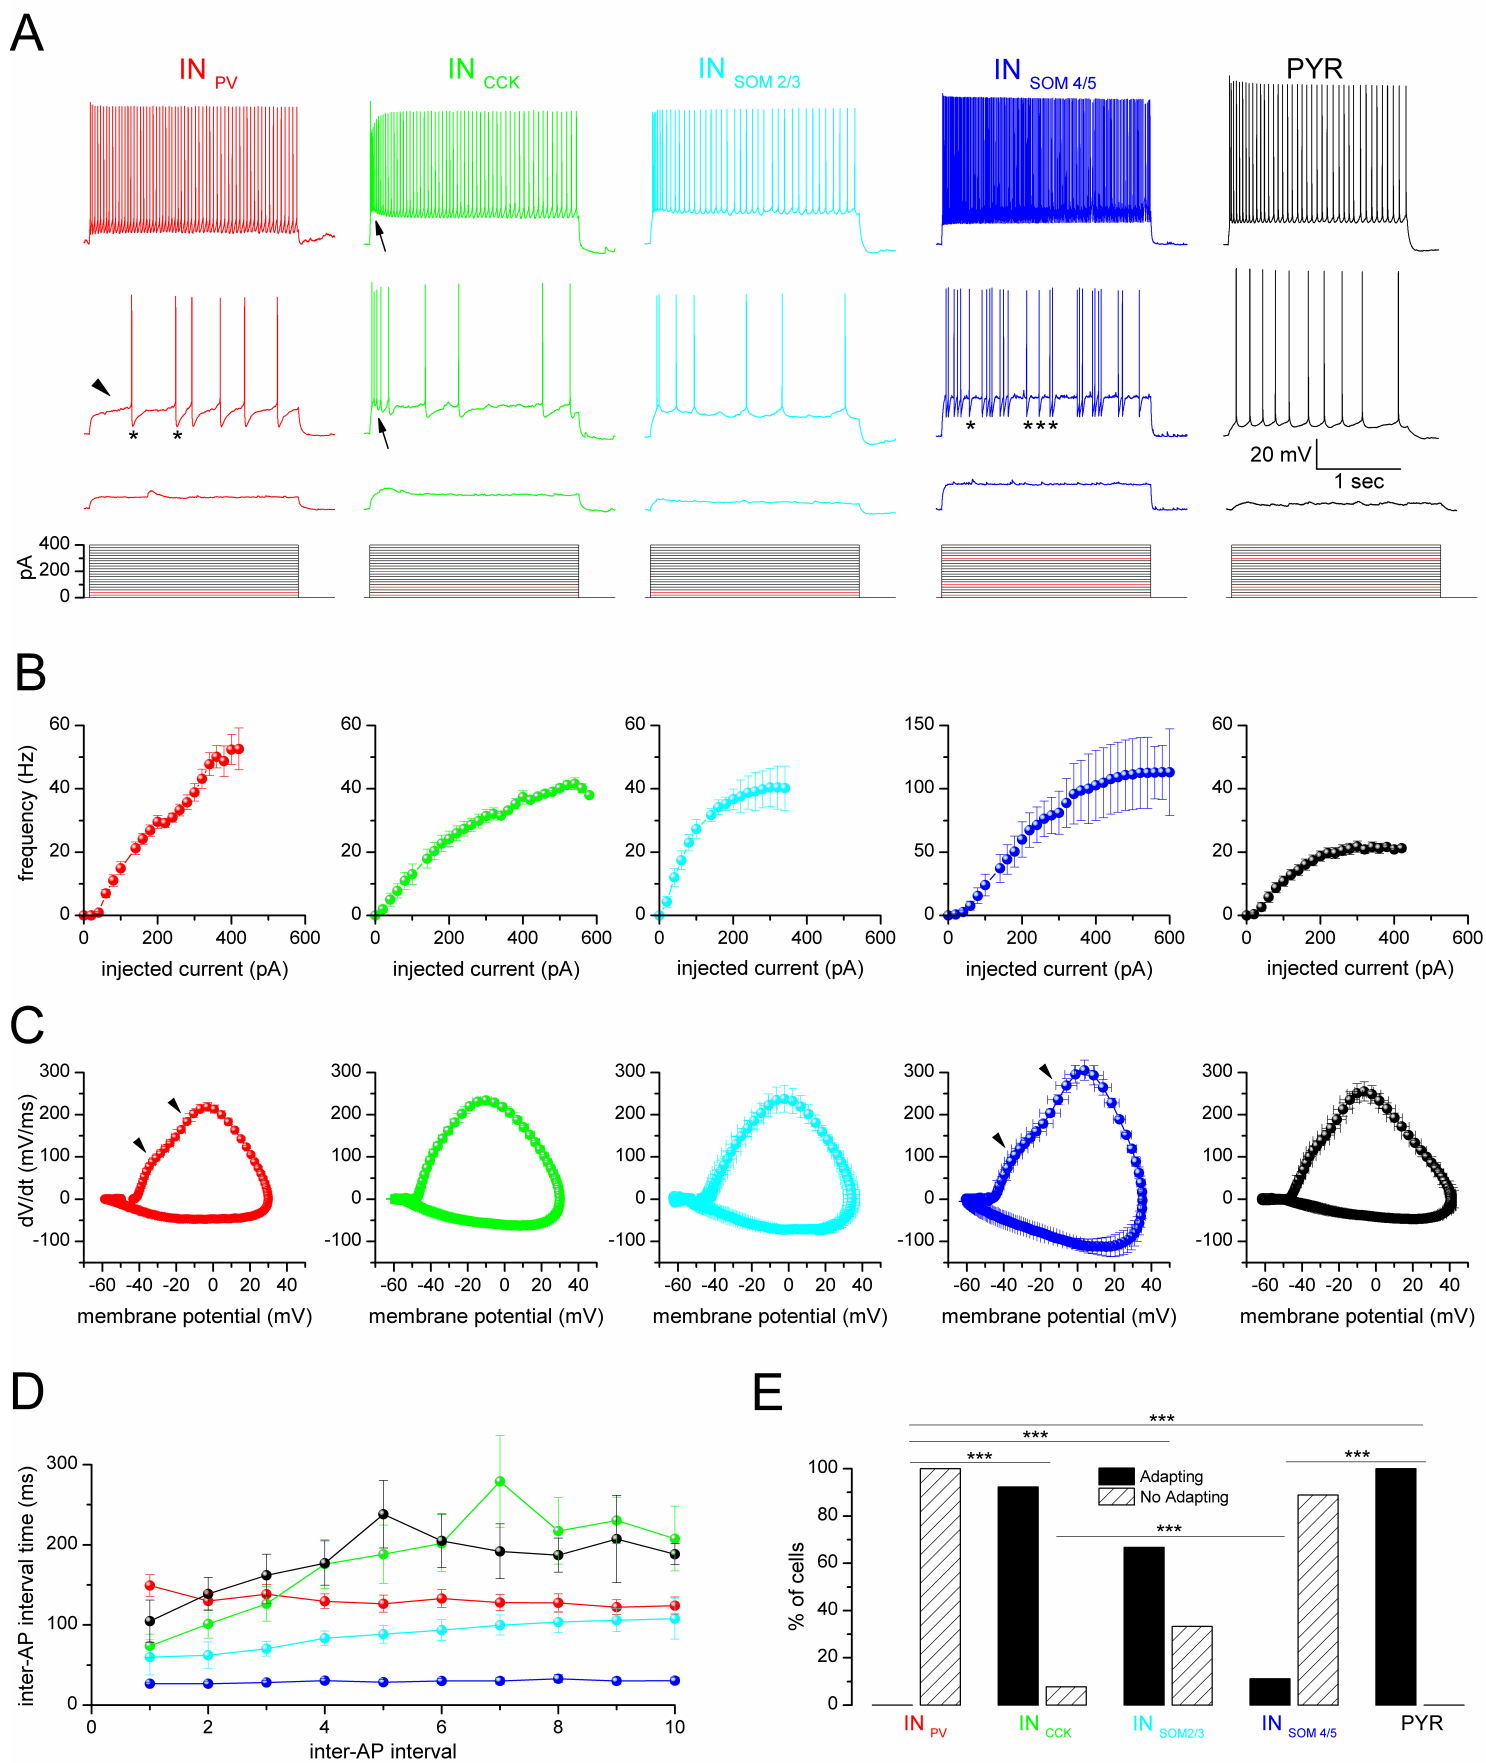 A
IN PV
IN CCK
IN SOM 2/3
IN SOM 4/5
PYR
* *
* ***
20 mV
1 sec
pA
400
200
0
B
frequency (Hz)
60
40
20
0
0 200 400 600
injected current (pA)
60
40
20
0
0 200 400 600
injected current (pA)
60
40
20
0
0 200 400 600
injected current (pA)
150
100
50
0
0 200 400 600
injected current (pA)
60
40
20
0
0 200 400 600
injected current (pA)
C
dV/dt (mV/ms)
300
200
100
0
-100
-60 -40 -20 0 20 40
membrane potential (mV)
300
200
100
0
-100
-60 -40 -20 0 20 40
membrane potential (mV)
300
200
100
0
-100
-60 -40 -20 0 20 40
membrane potential (mV)
300
200
100
0
-100
-60 -40 -20 0 20 40
membrane potential (mV)
300
200
100
0
-100
-60 -40 -20 0 20 40
membrane potential (mV)
D
inter-AP interval time (ms)
300
200
100
0
0 2 4 6 8 10
inter-AP interval
E
***
***
***
***
***
Adapting
No Adapting
% of cells
100
80
60
40
20
0
IN PV
IN CCK
IN SOM2/3
IN SOM 4/5
PYR